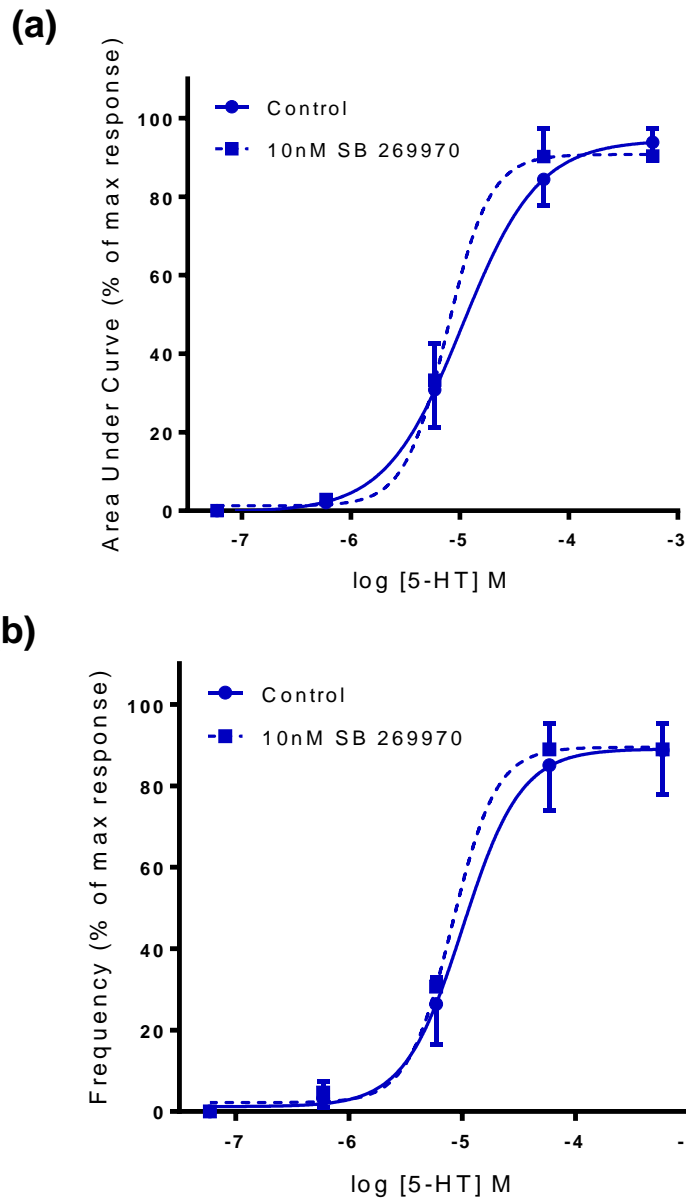 (a)
Control
10nM SB 269970
Area Under Curve (% of max response)
100
80
60
40
20
0
-7
-6
-5
-4
-3
log [5-HT] M
b)
Control
10nM SB 269970
Frequency (% of max response)
100
80
60
40
20
0
-7
-6
-5
-4
-
log [5-HT] M